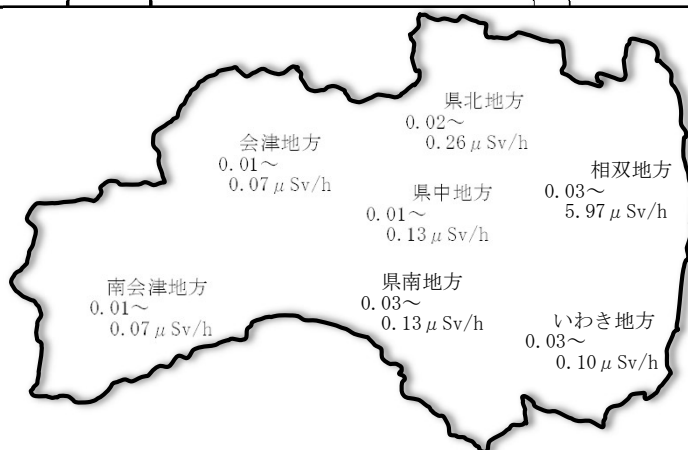 県北地方
0.02～
0.26μSv/h
会津地方
0.01～
0.07μSv/h
相双地方
0.03～
5.97μSv/h
県中地方
0.01～
0.13μSv/h
県南地方
0.03～
0.13μSv/h
南会津地方
0.01～
0.07μSv/h
いわき地方
0.03～
0.10μSv/h